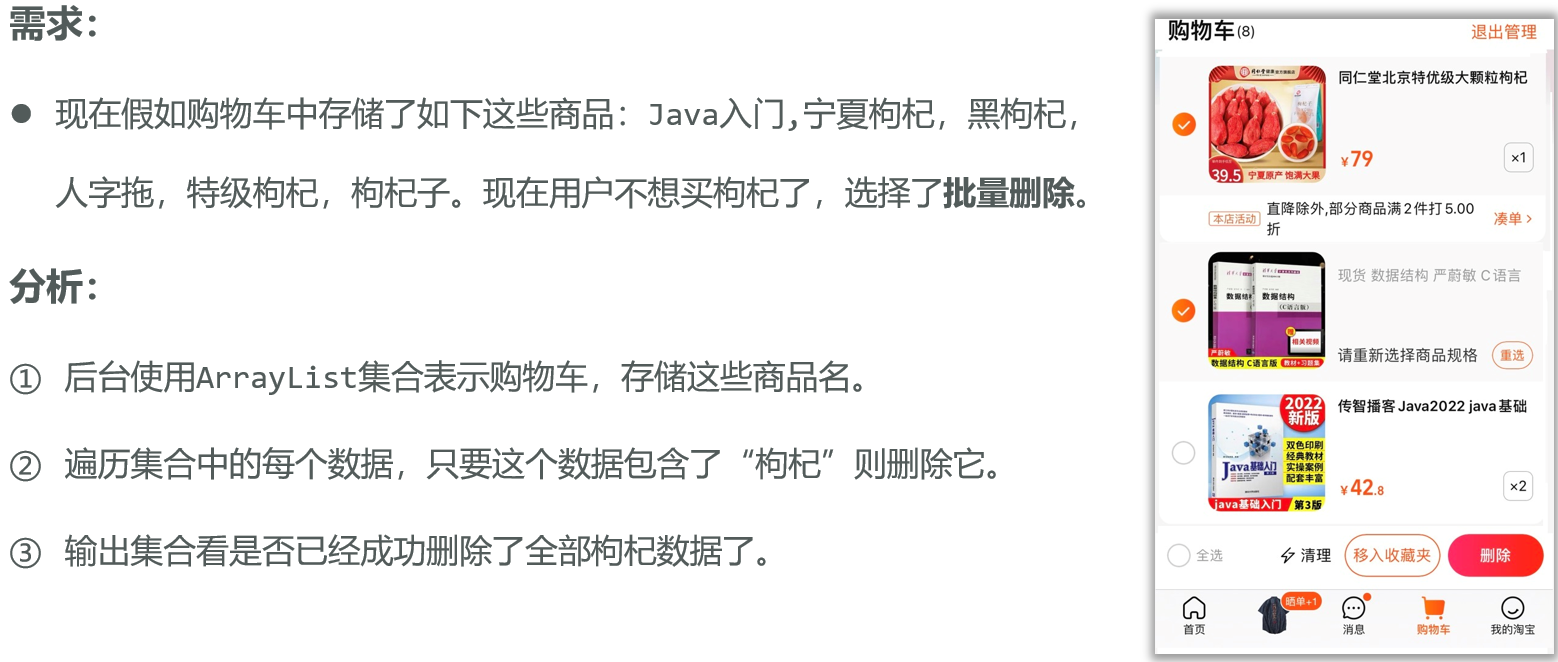 需求：
● 现在假如购物车中存储了如下这些商品：Java入门,宁夏枸杞，黑枸杞，
人字拖，特级枸杞，枸杞子。现在用户不想买枸杞了，选择了批量删除。
分析：
① 后台使用ArrayList集合表示购物车，存储这些商品名。
② 遍历集合中的每个数据，只要这个数据包含了“枸杞”则删除它。
③ 输出集合看是否已经成功删除了全部枸杞数据了。
购物车(8)
退出管理
同仁堂北京特优级大颗粒枸杞
39.5
宁夏原产 饱满大果
¥79
×1
本店活动
直降除外,部分商品满2件打5.00
折
凑单 >
现货 数据结构 严蔚敏 C语言
数据结构
(C语言版)
相关视频
严蔚敏
数据结构 C语言版
教材+习题集
请重新选择商品规格
重选
传智播客Java2022 java基础
2022
新版
双色印刷
经典教材
实操案例
配套丰富
Java基础入门
java基础入门
第3版
¥42.8
×2
全选
清理
移入收藏夹
删除
晒单+1
首页
消息
购物车
我的淘宝